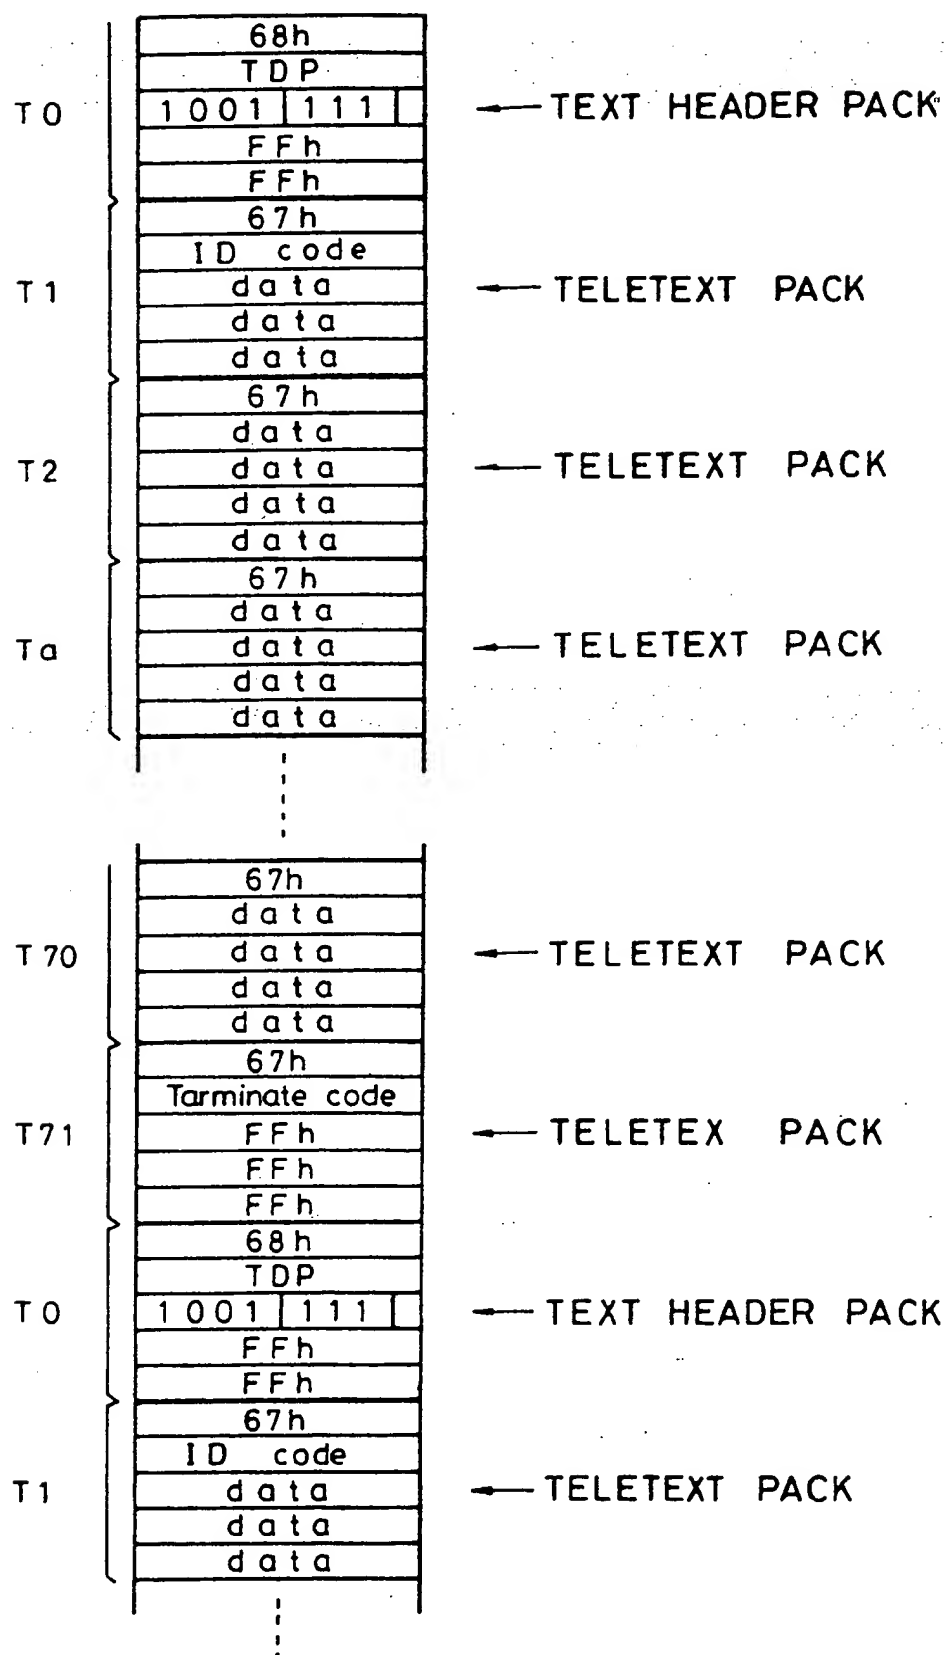 68h
TDP
T0 1001 111 TEXT HEADER PACK
FFh
FFh
67h
ID code
T1 data TELETEXT PACK
data
data
67h
data
T2 data TELETEXT PACK
data
data
67h
data
Ta data TELETEXT PACK
data
data
67h
data
T70 data TELETEXT PACK
data
data
67h
Tarminate code
T71 FFh TELETEX PACK
FFh
FFh
68h
TDP
T0 1001 111 TEXT HEADER PACK
FFh
FFh
67h
ID code
T1 data TELETEXT PACK
data
data